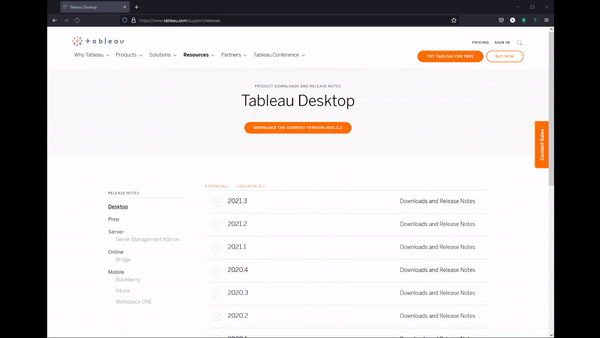 Tableau Desktop
https://www.tableau.com/support/releases
+ a b l e a u
PRICING SIGN IN
Why Tableau Products Solutions Resources Partners Tableau Conference
TRY TABLEAU FOR FREE BUY NOW
PRODUCT DOWNLOADS AND RELEASE NOTES
Tableau Desktop
DOWNLOAD THE CURRENT VERSION 2021.3.3
Contact Sales
EXPAND ALL COLLAPSE ALL
RELEASE NOTES
Desktop
Prep
Server
Server Management Add-on
Online
Bridge
Mobile
Blackberry
Intune
Workspace ONE
2021.3 Downloads and Release Notes
2021.2 Downloads and Release Notes
2021.1 Downloads and Release Notes
2020.4 Downloads and Release Notes
2020.3 Downloads and Release Notes
2020.2 Downloads and Release Notes